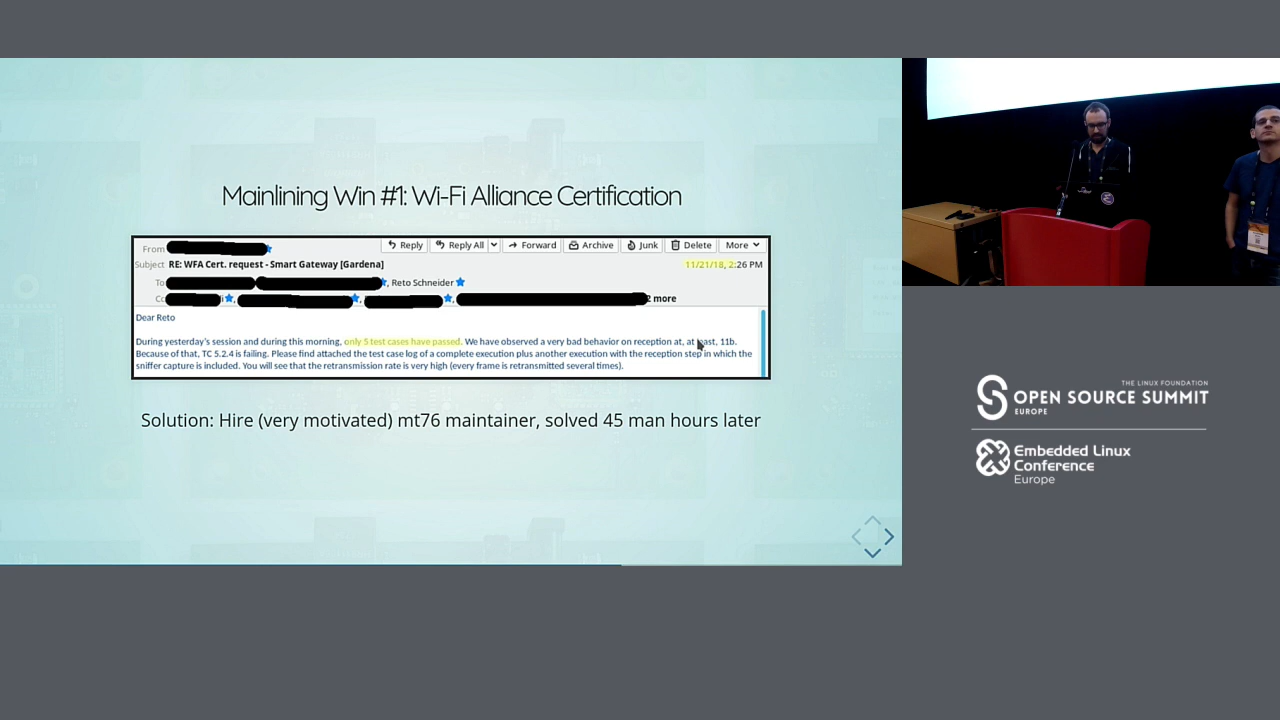 Mainlining Win #1: Wi-Fi Alliance Certification
From
Reply
Reply All
Forward
Archive
Junk
Delete
More
Subject RE: WFA Cert. request - Smart Gateway [Gardena]
11/21/18, 2:26 PM
To , Reto Schneider
Cc , , , 2 more
Dear Reto
During yesterday's session and during this morning, only 5 test cases have passed. We have observed a very bad behavior on reception at, at least, 11b.
Because of that, TC 5.2.4 is failing. Please find attached the test case log of a complete execution plus another execution with the reception step in which the
sniffer capture is included. You will see that the retransmission rate is very high (every frame is retransmitted several times).
Solution: Hire (very motivated) mt76 maintainer, solved 45 man hours later
THE LINUX FOUNDATION
OPEN SOURCE SUMMIT
EUROPE
Embedded Linux
Conference
Europe